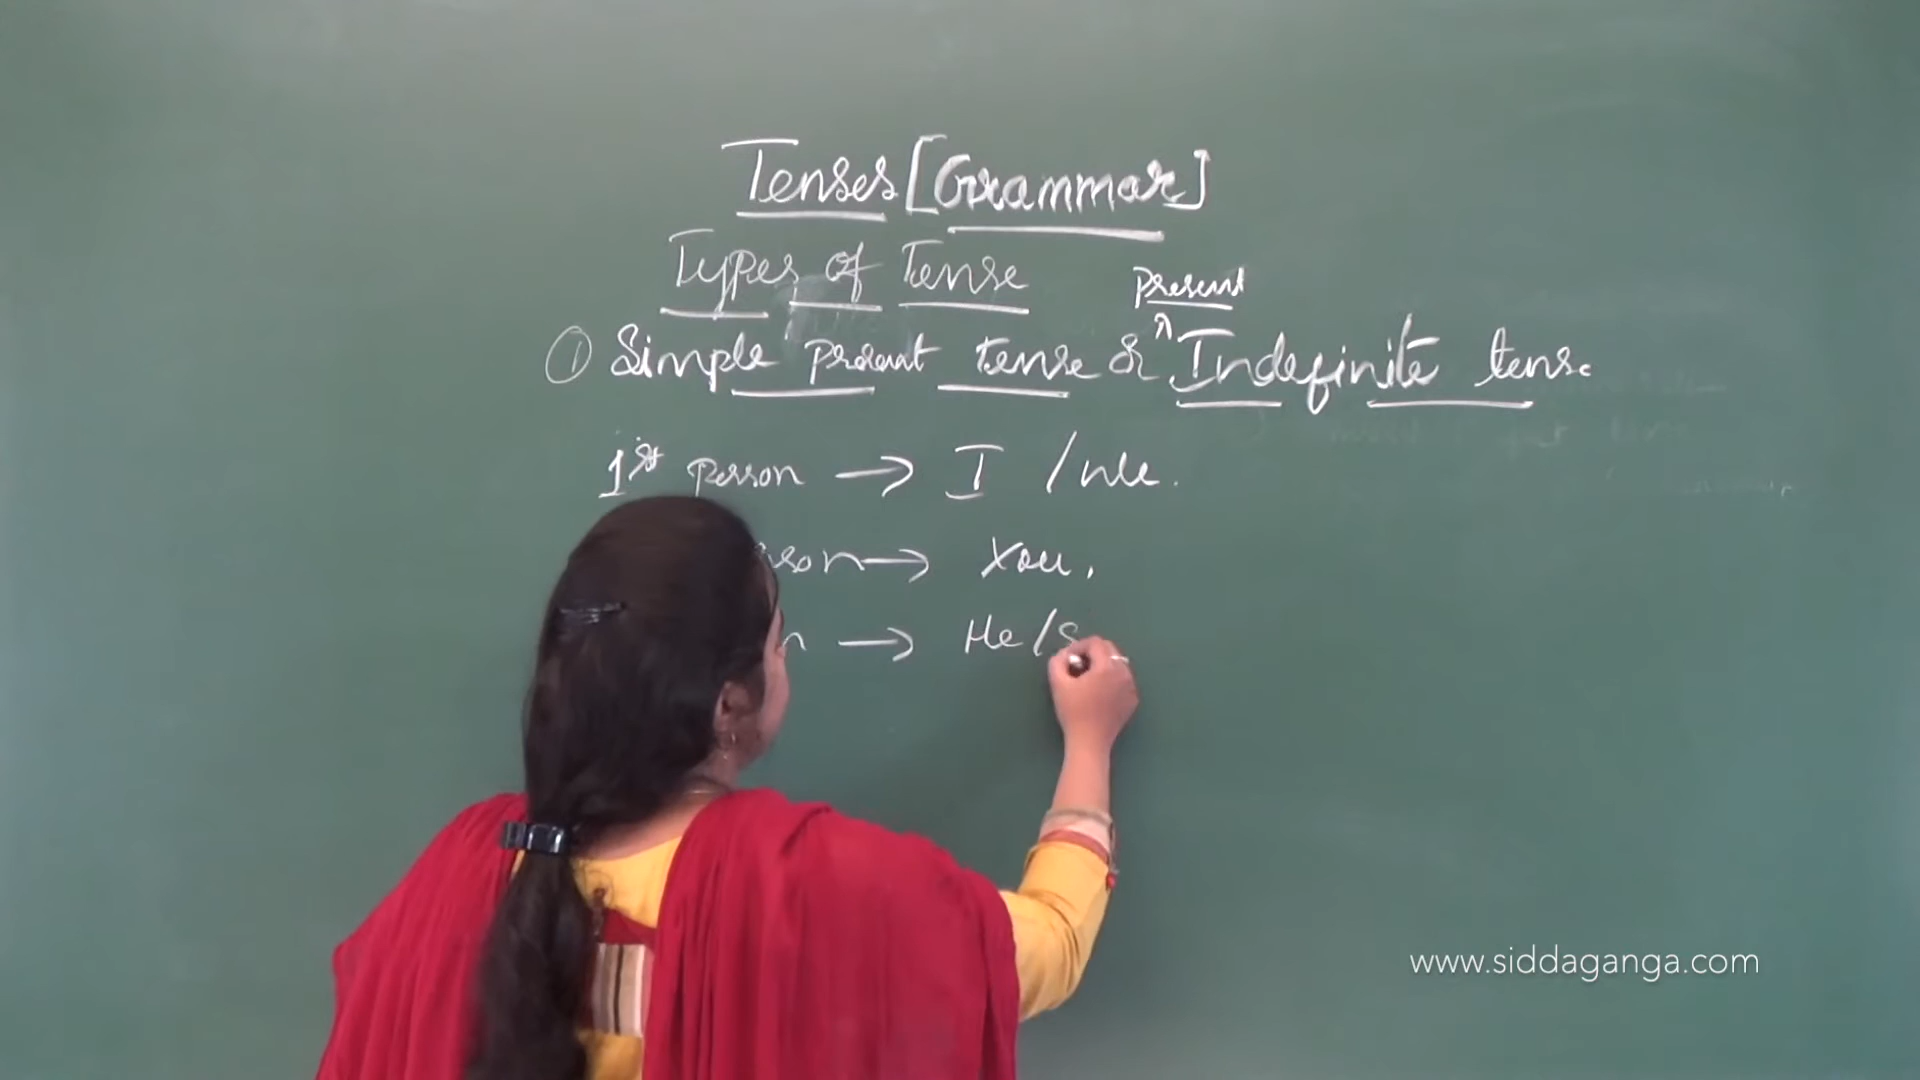 Tenses [Grammar]
Types of Tense
present
① Simple present tense & Indefinite tense
1st person → I / we.
son → You.
n → He/S
www.siddaganga.com